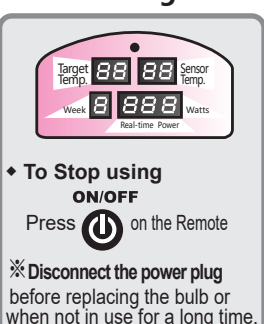 Target Temp. 88 88 Sensor Temp.
Week 8 888 Watts
Real-time Power
◆ To Stop using
ON/OFF
Press on the Remote
※Disconnect the power plug
before replacing the bulb or
when not in use for a long time.